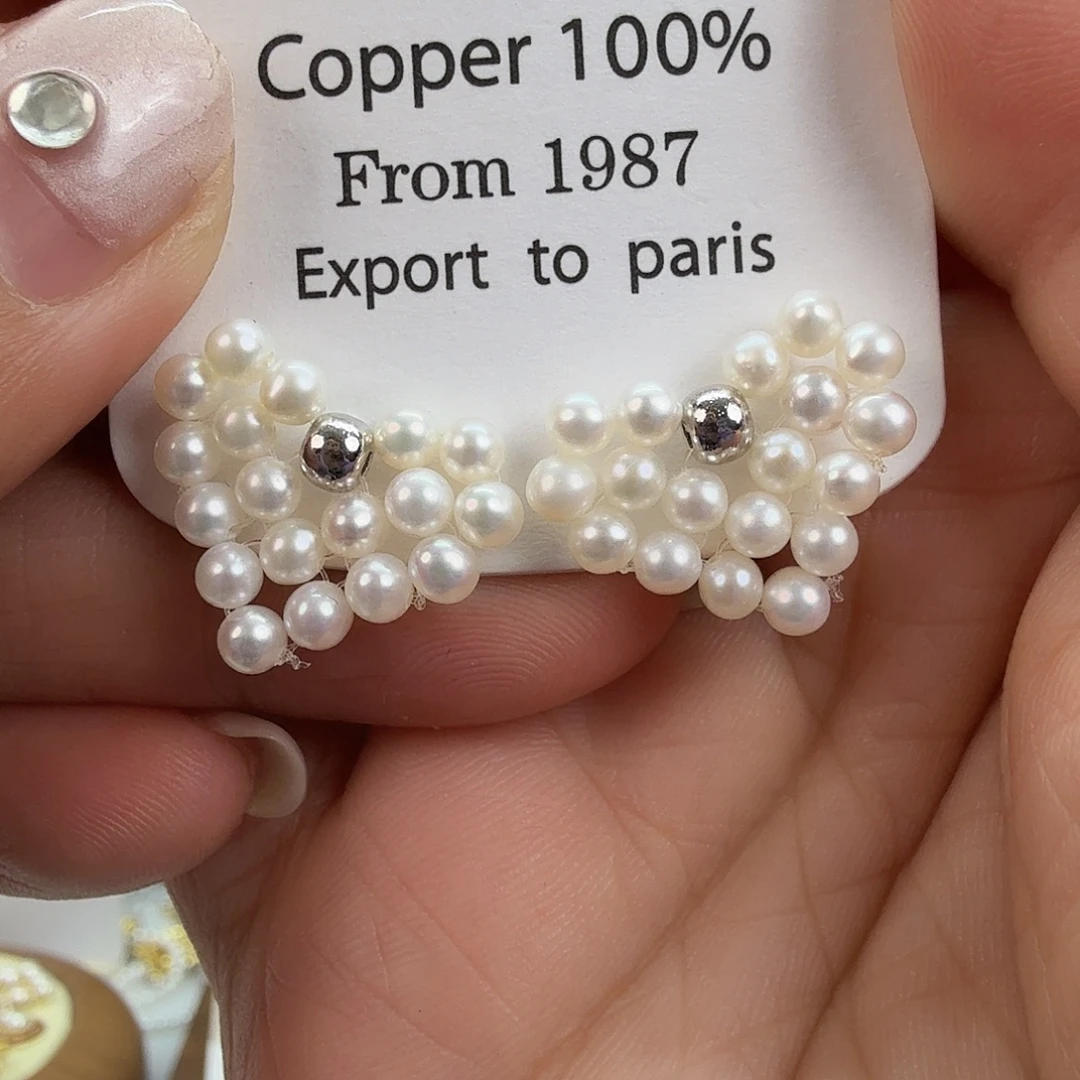 Copper 100%
From 1987
Export to paris